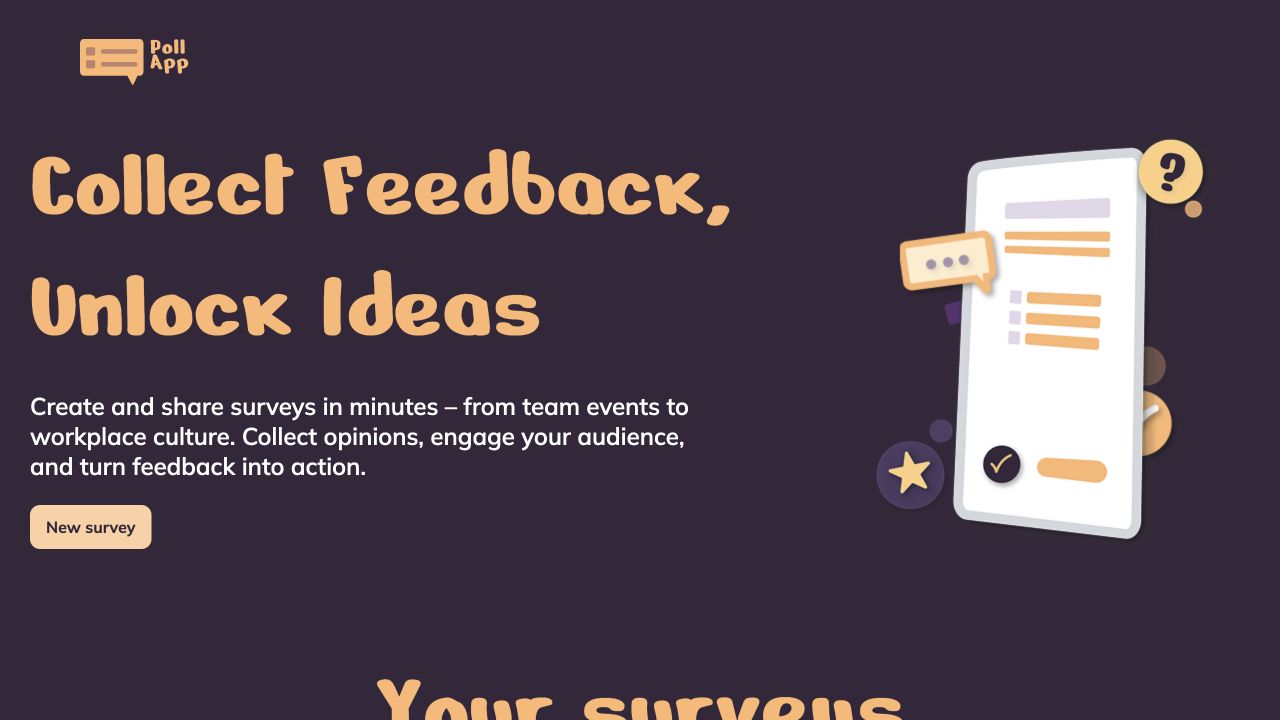 Poll
App
Collect Feedback,
Unlock Ideas
Create and share surveys in minutes – from team events to
workplace culture. Collect opinions, engage your audience,
and turn feedback into action.
New survey
?
Your surveys